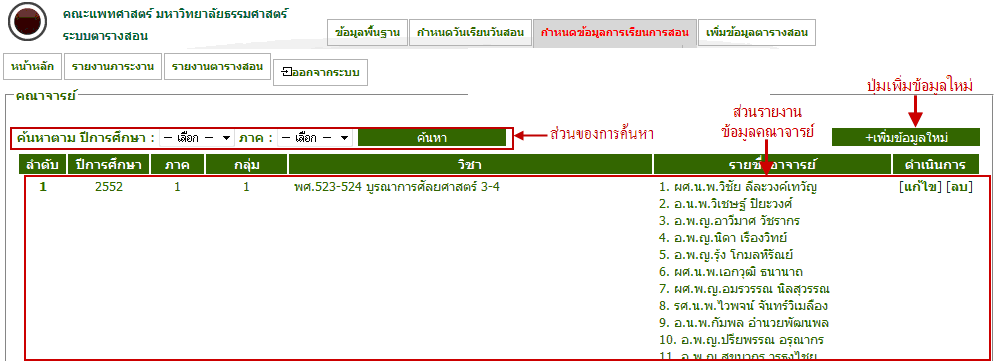 คณะแพทศาสตร์ มหาวิทยาลัยธรรมศาสตร์
ระบบตารางสอน
ข้อมูลพื้นฐาน กำหนดวันเรียนวันสอน กำหนดข้อมูลการเรียนการสอน เพิ่มข้อมูลตารางสอน
หน้าหลัก รายงานภาระงาน รายงานตารางสอน ออกจากระบบ
คณาจารย์
ปุ่มเพิ่มข้อมูลใหม่
ค้นหาตาม ปีการศึกษา : -- เลือก -- ภาค : -- เลือก -- ค้นหา
ส่วนของการค้นหา
ส่วนรายงาน
ข้อมูลคณาจารย์
+เพิ่มข้อมูลใหม่
ลำดับ ปีการศึกษา ภาค กลุ่ม วิชา รายชื่ออาจารย์ ดำเนินการ
1 2552 1 1 พศ.523-524 บูรณาการศัลยศาสตร์ 3-4 1. ผศ.น.พ.วิชัย ลีละวงค์เทวัญ [แก้ไข] [ลบ]
2. อ.น.พ.วิเชษฐ์ ปิยะวงศ์
3. อ.พ.ญ.อาวีมาศ วัชรากร
4. อ.พ.ญ.นิดา เรืองวิทย์
5. อ.พ.ญ.รุ้ง โกมลหิรัณย์
6. ผศ.น.พ.เอกวุฒิ ธนานาถ
7. ผศ.พ.ญ.อมรวรรณ นิลสุวรรณ
8. รศ.น.พ.ไวพจน์ จันทร์วิเมลือง
9. อ.น.พ.กัมพล อำนวยพัฒนพล
10. อ.พ.ญ.ปรียพรรณ อรุณากร
11. อ.พ.ญ.สุขมากร วรธงไชย